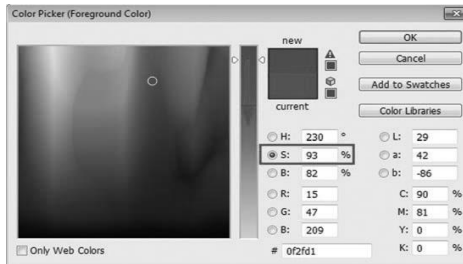 Color Picker (Foreground Color)
new
current
OK
Cancel
Add to Swatches
Color Libraries
H: 230 °
S: 93 %
B: 82 %
R: 15
G: 47
B: 209
# 0f2fd1
L: 29
a: 42
b: -86
C: 90 %
M: 81 %
Y: 0 %
K: 0 %
Only Web Colors